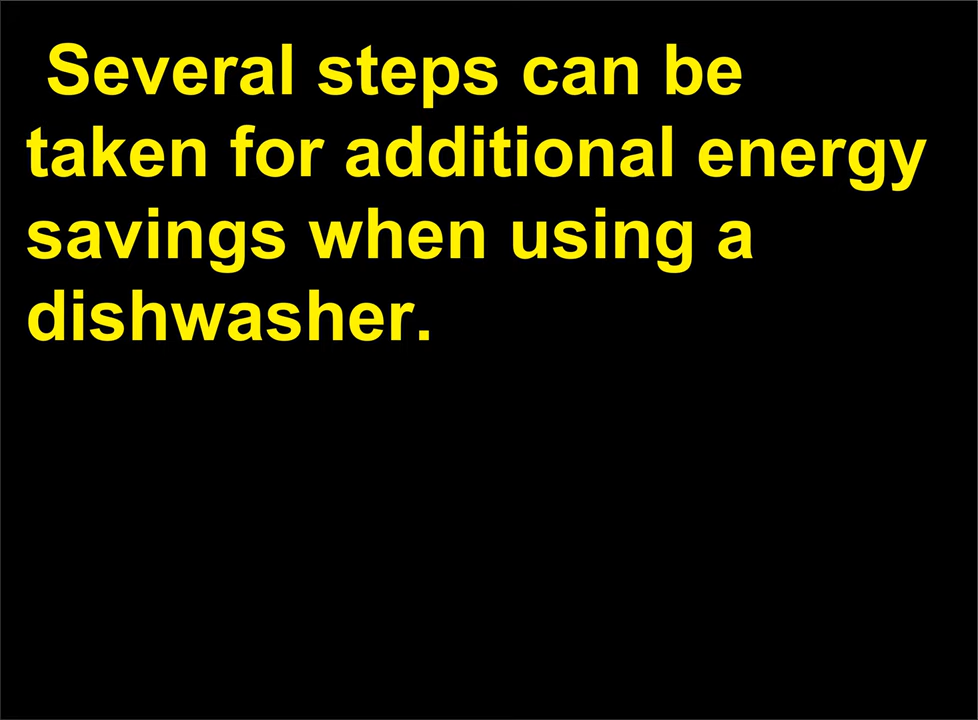 Several steps can be
taken for additional energy
savings when using a
dishwasher.